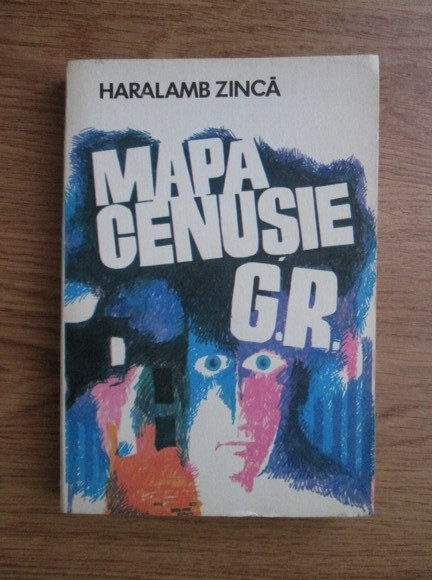 HARALAMB ZINCĂ
MAPA
CENUȘIE
G.R.